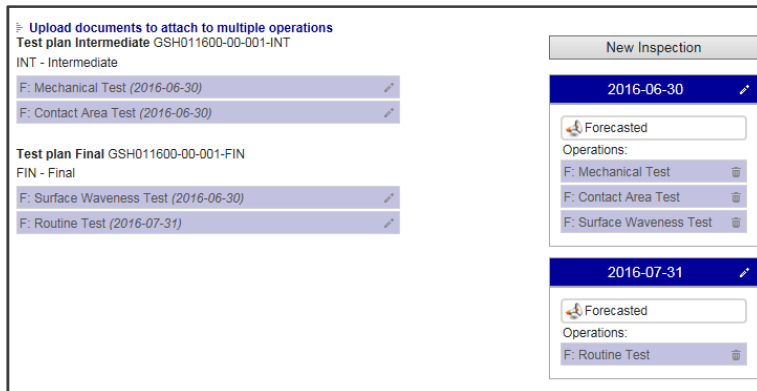 Upload documents to attach to multiple operations
Test plan Intermediate GSH011600-00-001-INT
INT - Intermediate
F: Mechanical Test (2016-06-30)
F: Contact Area Test (2016-06-30)
Test plan Final GSH011600-00-001-FIN
FIN - Final
F: Surface Waveness Test (2016-06-30)
F: Routine Test (2016-07-31)
New Inspection
2016-06-30
Forecasted
Operations:
F: Mechanical Test
F: Contact Area Test
F: Surface Waveness Test
2016-07-31
Forecasted
Operations:
F: Routine Test